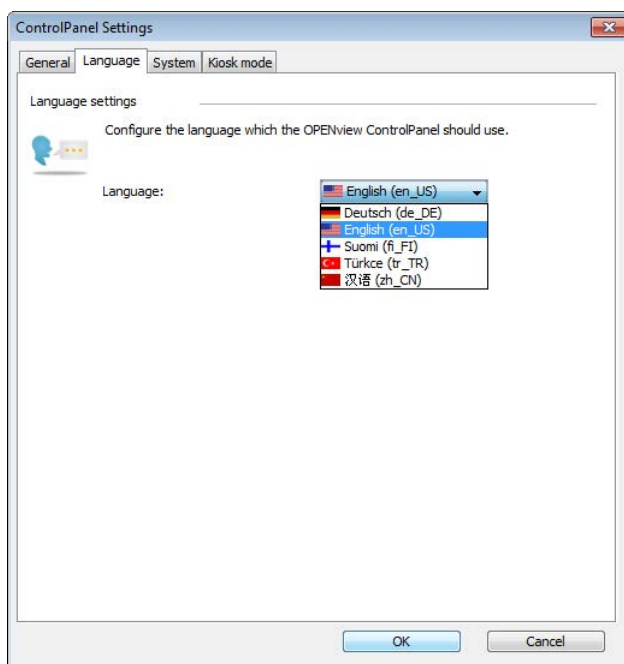 ControlPanel Settings
General Language System Kiosk mode
Language settings
Configure the language which the OPENview ControlPanel should use.
Language: English (en_US)
Deutsch (de_DE)
English (en_US)
Suomi (fi_FI)
Türkce (tr_TR)
汉语 (zh_CN)
OK Cancel